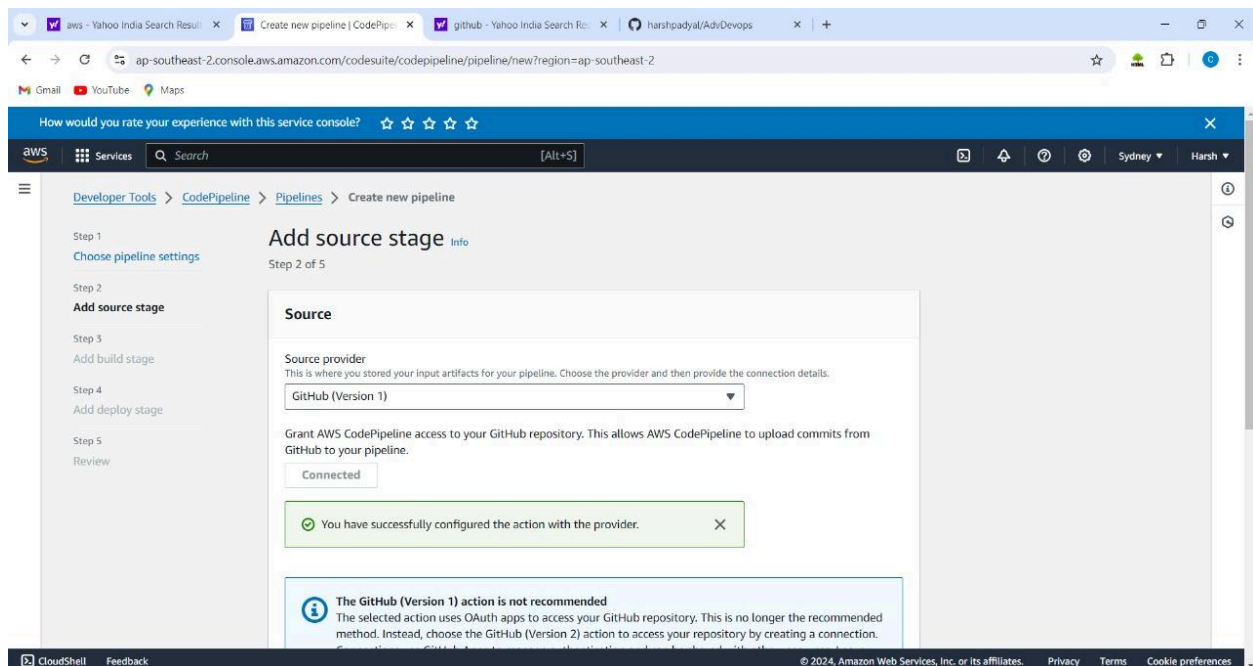 aws - Yahoo India Search Result
Create new pipeline | CodePipe
github - Yahoo India Search Re
harshpadyal/AdvDevops
ap-southeast-2.console.aws.amazon.com/codesuite/codepipeline/pipeline/new?region=ap-southeast-2
C
Gmail YouTube Maps
How would you rate your experience with this service console?
aws Services Search [Alt+S] Sydney Harsh
Developer Tools > CodePipeline > Pipelines > Create new pipeline
Step 1
Choose pipeline settings
Step 2
Add source stage
Step 3
Add build stage
Step 4
Add deploy stage
Step 5
Review
Add source stage Info
Step 2 of 5
Source
Source provider
This is where you stored your input artifacts for your pipeline. Choose the provider and then provide the connection details.
GitHub (Version 1)
Grant AWS CodePipeline access to your GitHub repository. This allows AWS CodePipeline to upload commits from
GitHub to your pipeline.
Connected
You have successfully configured the action with the provider.
The GitHub (Version 1) action is not recommended
The selected action uses OAuth apps to access your GitHub repository. This is no longer the recommended
method. Instead, choose the GitHub (Version 2) action to access your repository by creating a connection.
CloudShell Feedback © 2024, Amazon Web Services, Inc. or its affiliates. Privacy Terms Cookie preferences